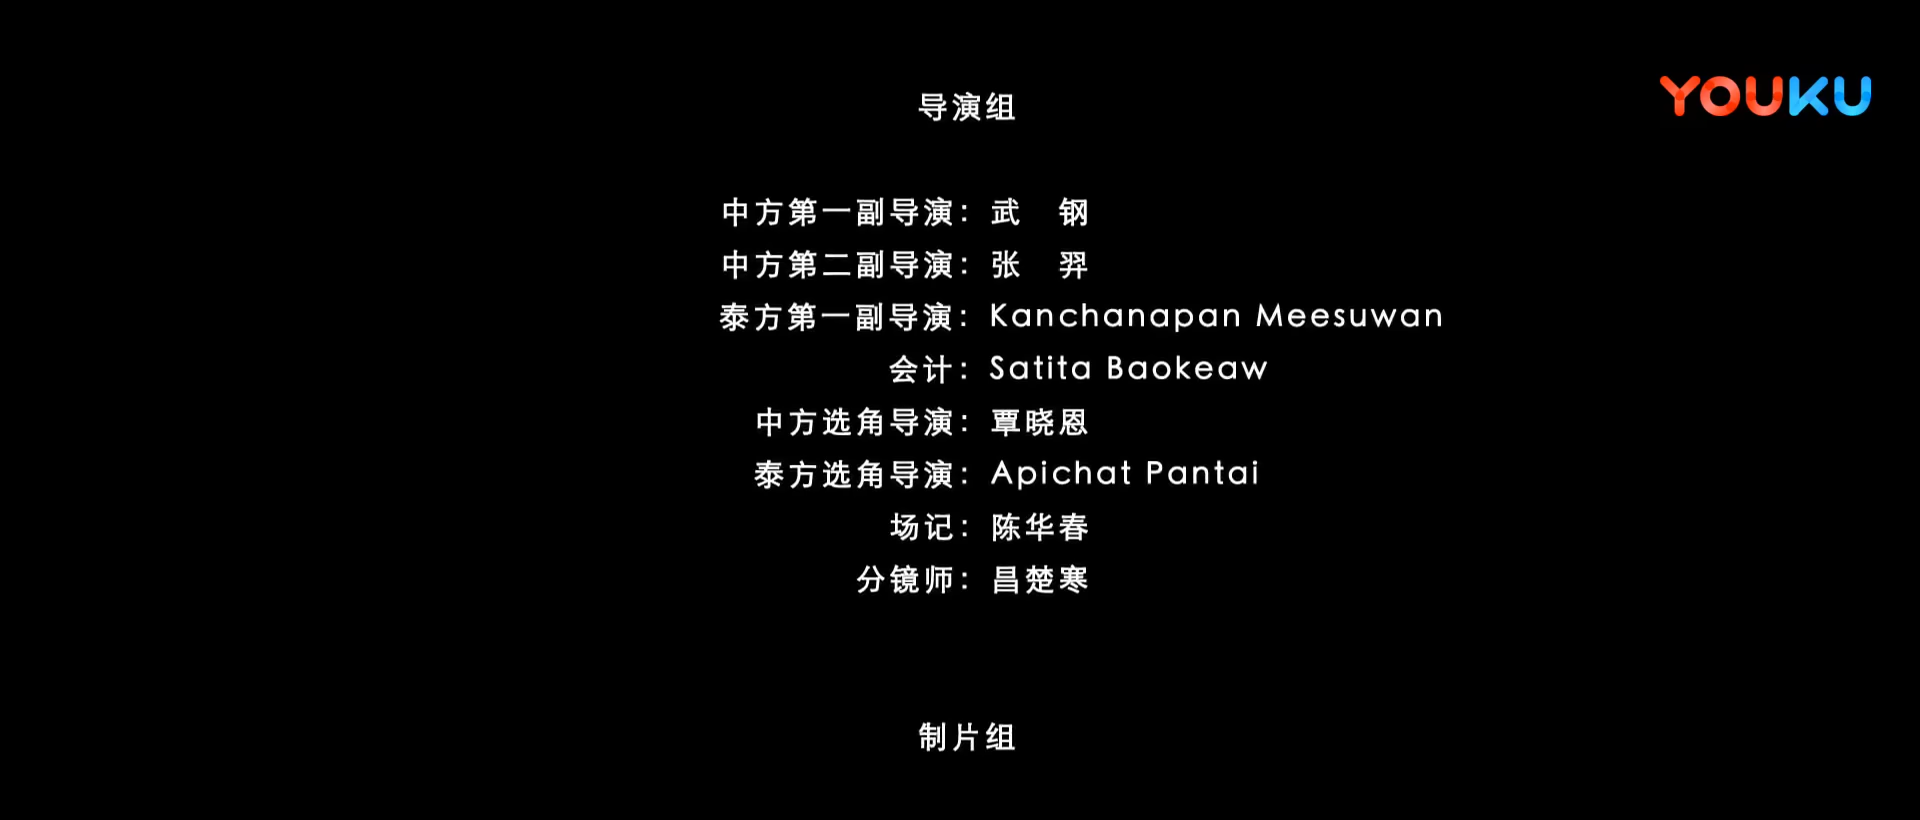 导演组
YOUKU
中方第一副导演：武 钢
中方第二副导演：张 羿
泰方第一副导演：Kanchanapan Meesuwan
会计：Satita Baokeaw
中方选角导演：覃晓恩
泰方选角导演：Apichat Pantai
场记：陈华春
分镜师：昌楚寒
制片组